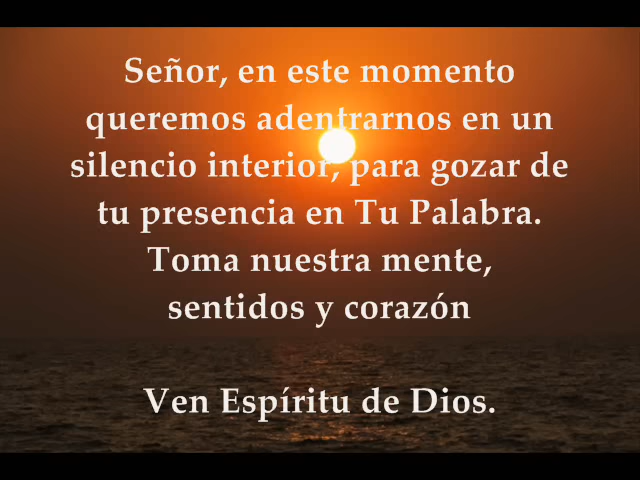 Señor, en este momento
queremos adentrarnos en un
silencio interior, para gozar de
tu presencia en Tu Palabra.
Toma nuestra mente,
sentidos y corazón
Ven Espíritu de Dios.